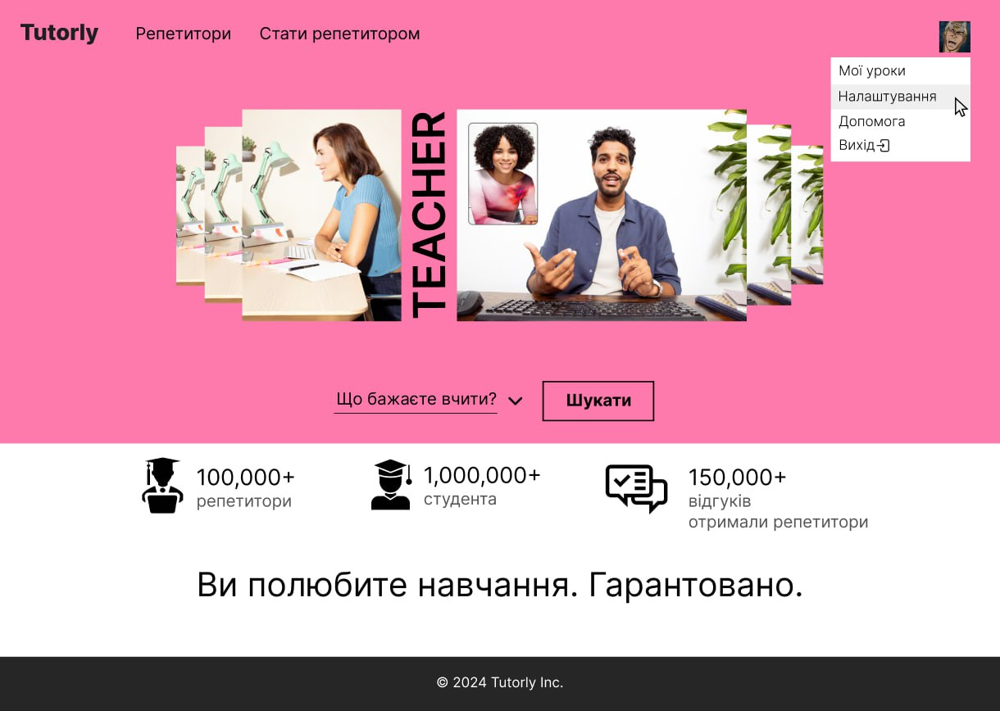 Tutorly
Репетитори
Стати репетитором
Мої уроки
Налаштування
Допомога
Вихід
TEACHER
Що бажаєте вчити?
Шукати
100,000+
репетитори
1,000,000+
студента
150,000+
відгуків
отримали репетитори
Ви полюбите навчання. Гарантовано.
© 2024 Tutorly Inc.